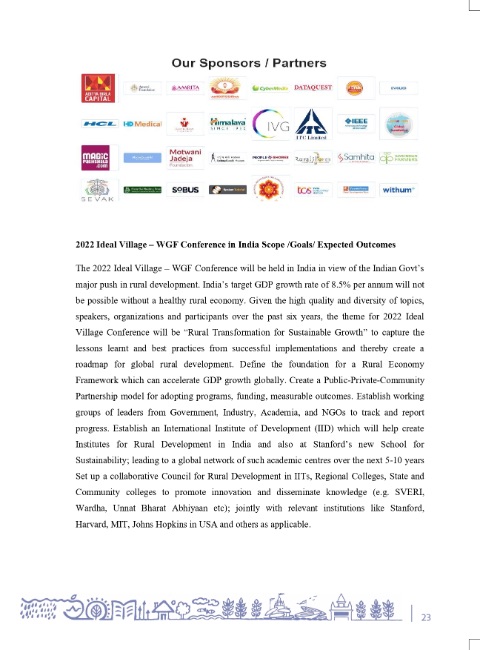 Our Sponsors / Partners
ADITYA BIRLA
CAPITAL
AMRITA
CyberMedia
DATAQUEST
HCL
HD Medical
Himalaya
SINCE 1930
IVG
ITC Limited
IEEE
MAGIC
Motwani
Jadeja
Foundation
Samhita
SEVAK
SOBUS
tcs
withum
2022 Ideal Village – WGF Conference in India Scope /Goals/ Expected Outcomes
The 2022 Ideal Village – WGF Conference will be held in India in view of the Indian Govt's
major push in rural development. India's target GDP growth rate of 8.5% per annum will not
be possible without a healthy rural economy. Given the high quality and diversity of topics,
speakers, organizations and participants over the past six years, the theme for 2022 Ideal
Village Conference will be “Rural Transformation for Sustainable Growth” to capture the
lessons learnt and best practices from successful implementations and thereby create a
roadmap for global rural development. Define the foundation for a Rural Economy
Framework which can accelerate GDP growth globally. Create a Public-Private-Community
Partnership model for adopting programs, funding, measurable outcomes. Establish working
groups of leaders from Government, Industry, Academia, and NGOs to track and report
progress. Establish an International Institute of Development (IID) which will help create
Institutes for Rural Development in India and also at Stanford's new School for
Sustainability; leading to a global network of such academic centres over the next 5-10 years
Set up a collaborative Council for Rural Development in IITs, Regional Colleges, State and
Community colleges to promote innovation and disseminate knowledge (e.g. SVERI,
Wardha, Unnat Bharat Abhiyaan etc); jointly with relevant institutions like Stanford,
Harvard, MIT, Johns Hopkins in USA and others as applicable.
23